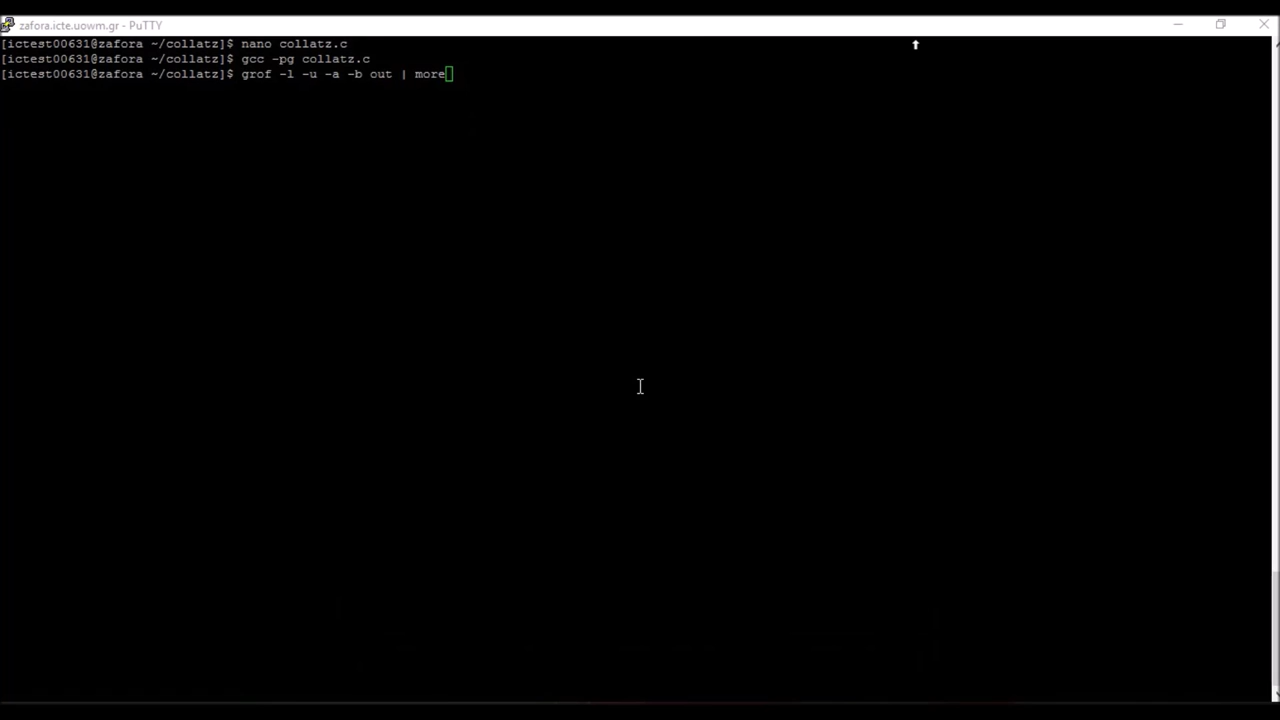 zafora.icte.uowm.gr - PuTTY
[ictest00631@zafora ~/collatz]$ nano collatz.c
[ictest00631@zafora ~/collatz]$ gcc -pg collatz.c
[ictest00631@zafora ~/collatz]$ grof -l -u -a -b out | more